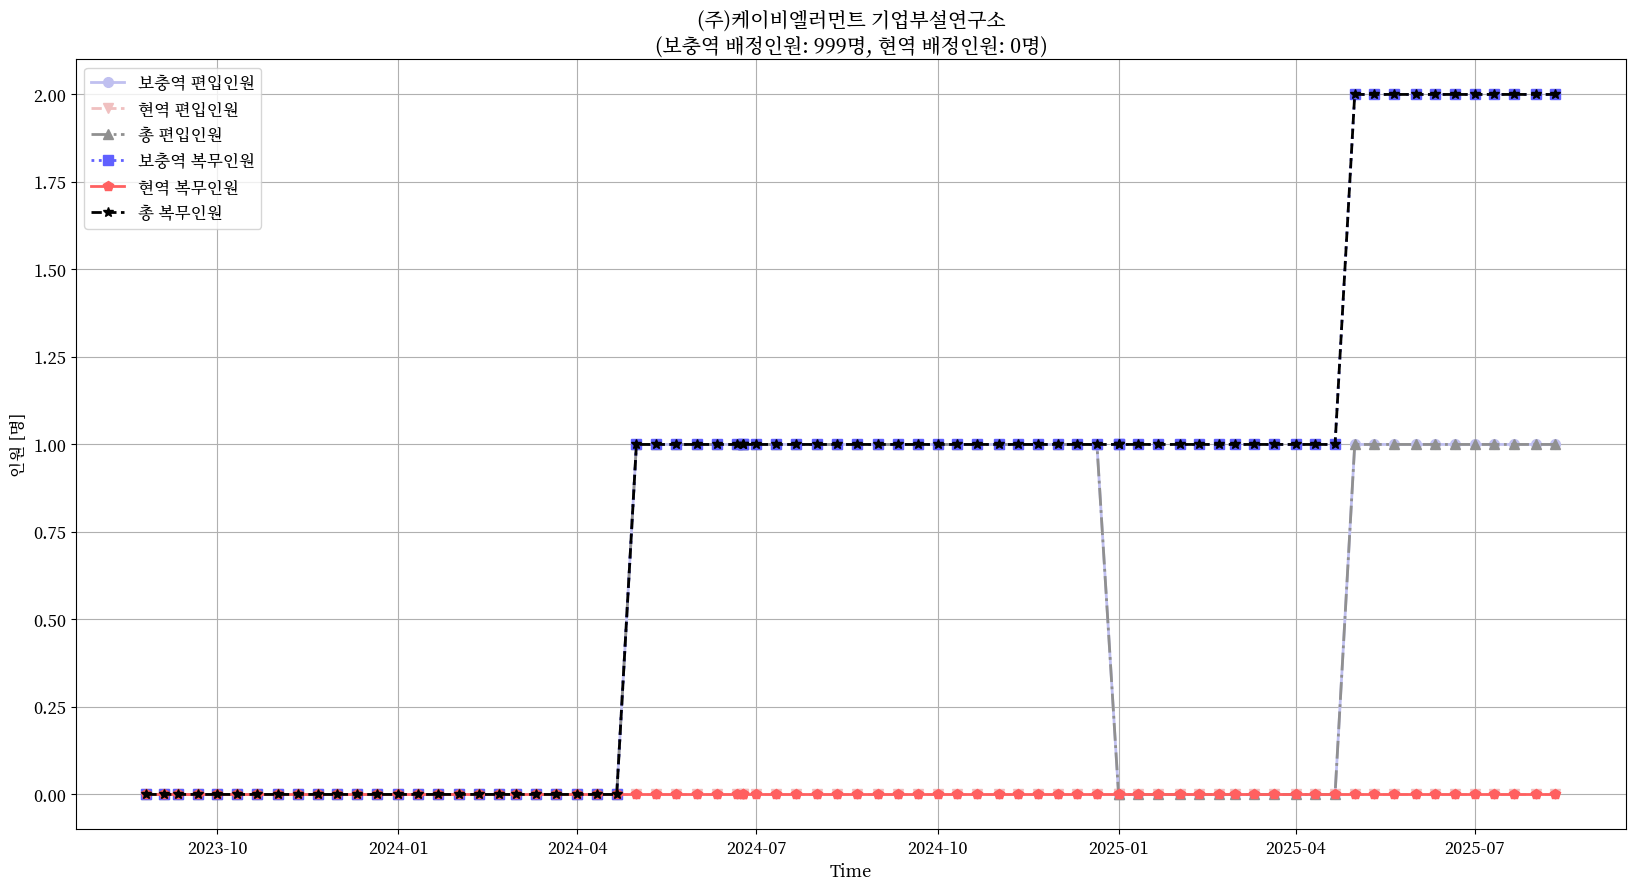 (주)케이비엘러먼트 기업부설연구소
(보충역 배정인원: 999명, 현역 배정인원: 0명)
보충역 편입인원
현역 편입인원
총 편입인원
보충역 복무인원
현역 복무인원
총 복무인원
2.00
1.75
1.50
1.25
1.00
0.75
0.50
0.25
0.00
인원 [명]
2023-10
2024-01
2024-04
2024-07
2024-10
2025-01
2025-04
2025-07
Time